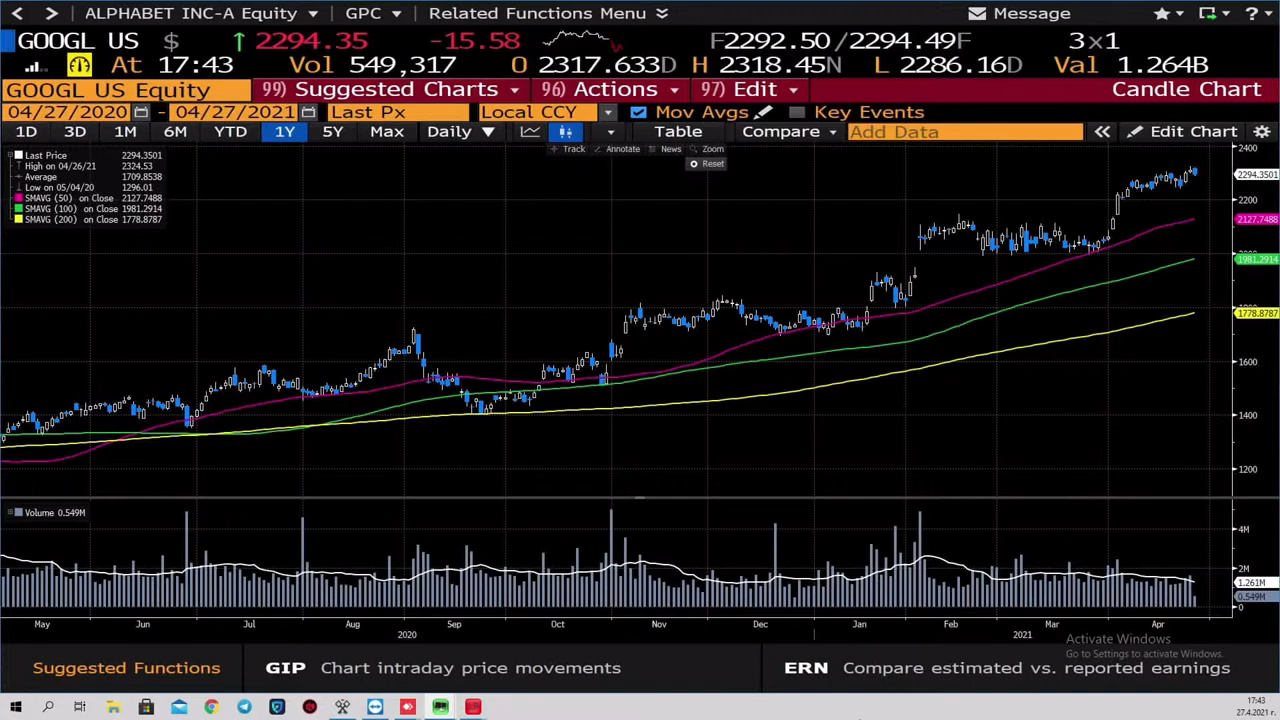 ALPHABET INC-A Equity GPC Related Functions Menu Message ?
GOOGL US $ ↑ 2294.35 -15.58 F2292.50 /2294.49F 3×1
At 17:43 Vol 549,317 O 2317.633D H 2318.45N L 2286.16D Val 1.264B
GOOGL US Equity 99) Suggested Charts 96) Actions 97) Edit Candle Chart
04/27/2020 - 04/27/2021 Last Px Local CCY Mov Avgs Key Events
1D 3D 1M 6M YTD 1Y 5Y Max Daily ▼ Table Compare Add Data « Edit Chart
Track Annotate News Zoom
Reset
Last Price 2294.3501
High on 04/26/21 2324.53
Average 1709.8538
Low on 05/04/20 1296.01
SMAVG (50) on Close 2127.7488
SMAVG (100) on Close 1981.2914
SMAVG (200) on Close 1778.8787
2400
2294.3501
2200
2127.7488
1981.2914
1778.8787
1600
1400
1200
Volume 0.549M
4M
2M
1.261M
0.549M
0
May Jun Jul Aug Sep Oct Nov Dec Jan Feb Mar Apr
2020 2021
Activate Windows
Go to Settings to activate Windows.
Suggested Functions GIP Chart intraday price movements ERN Compare estimated vs. reported earnings
17:43
27.4.2021 г.